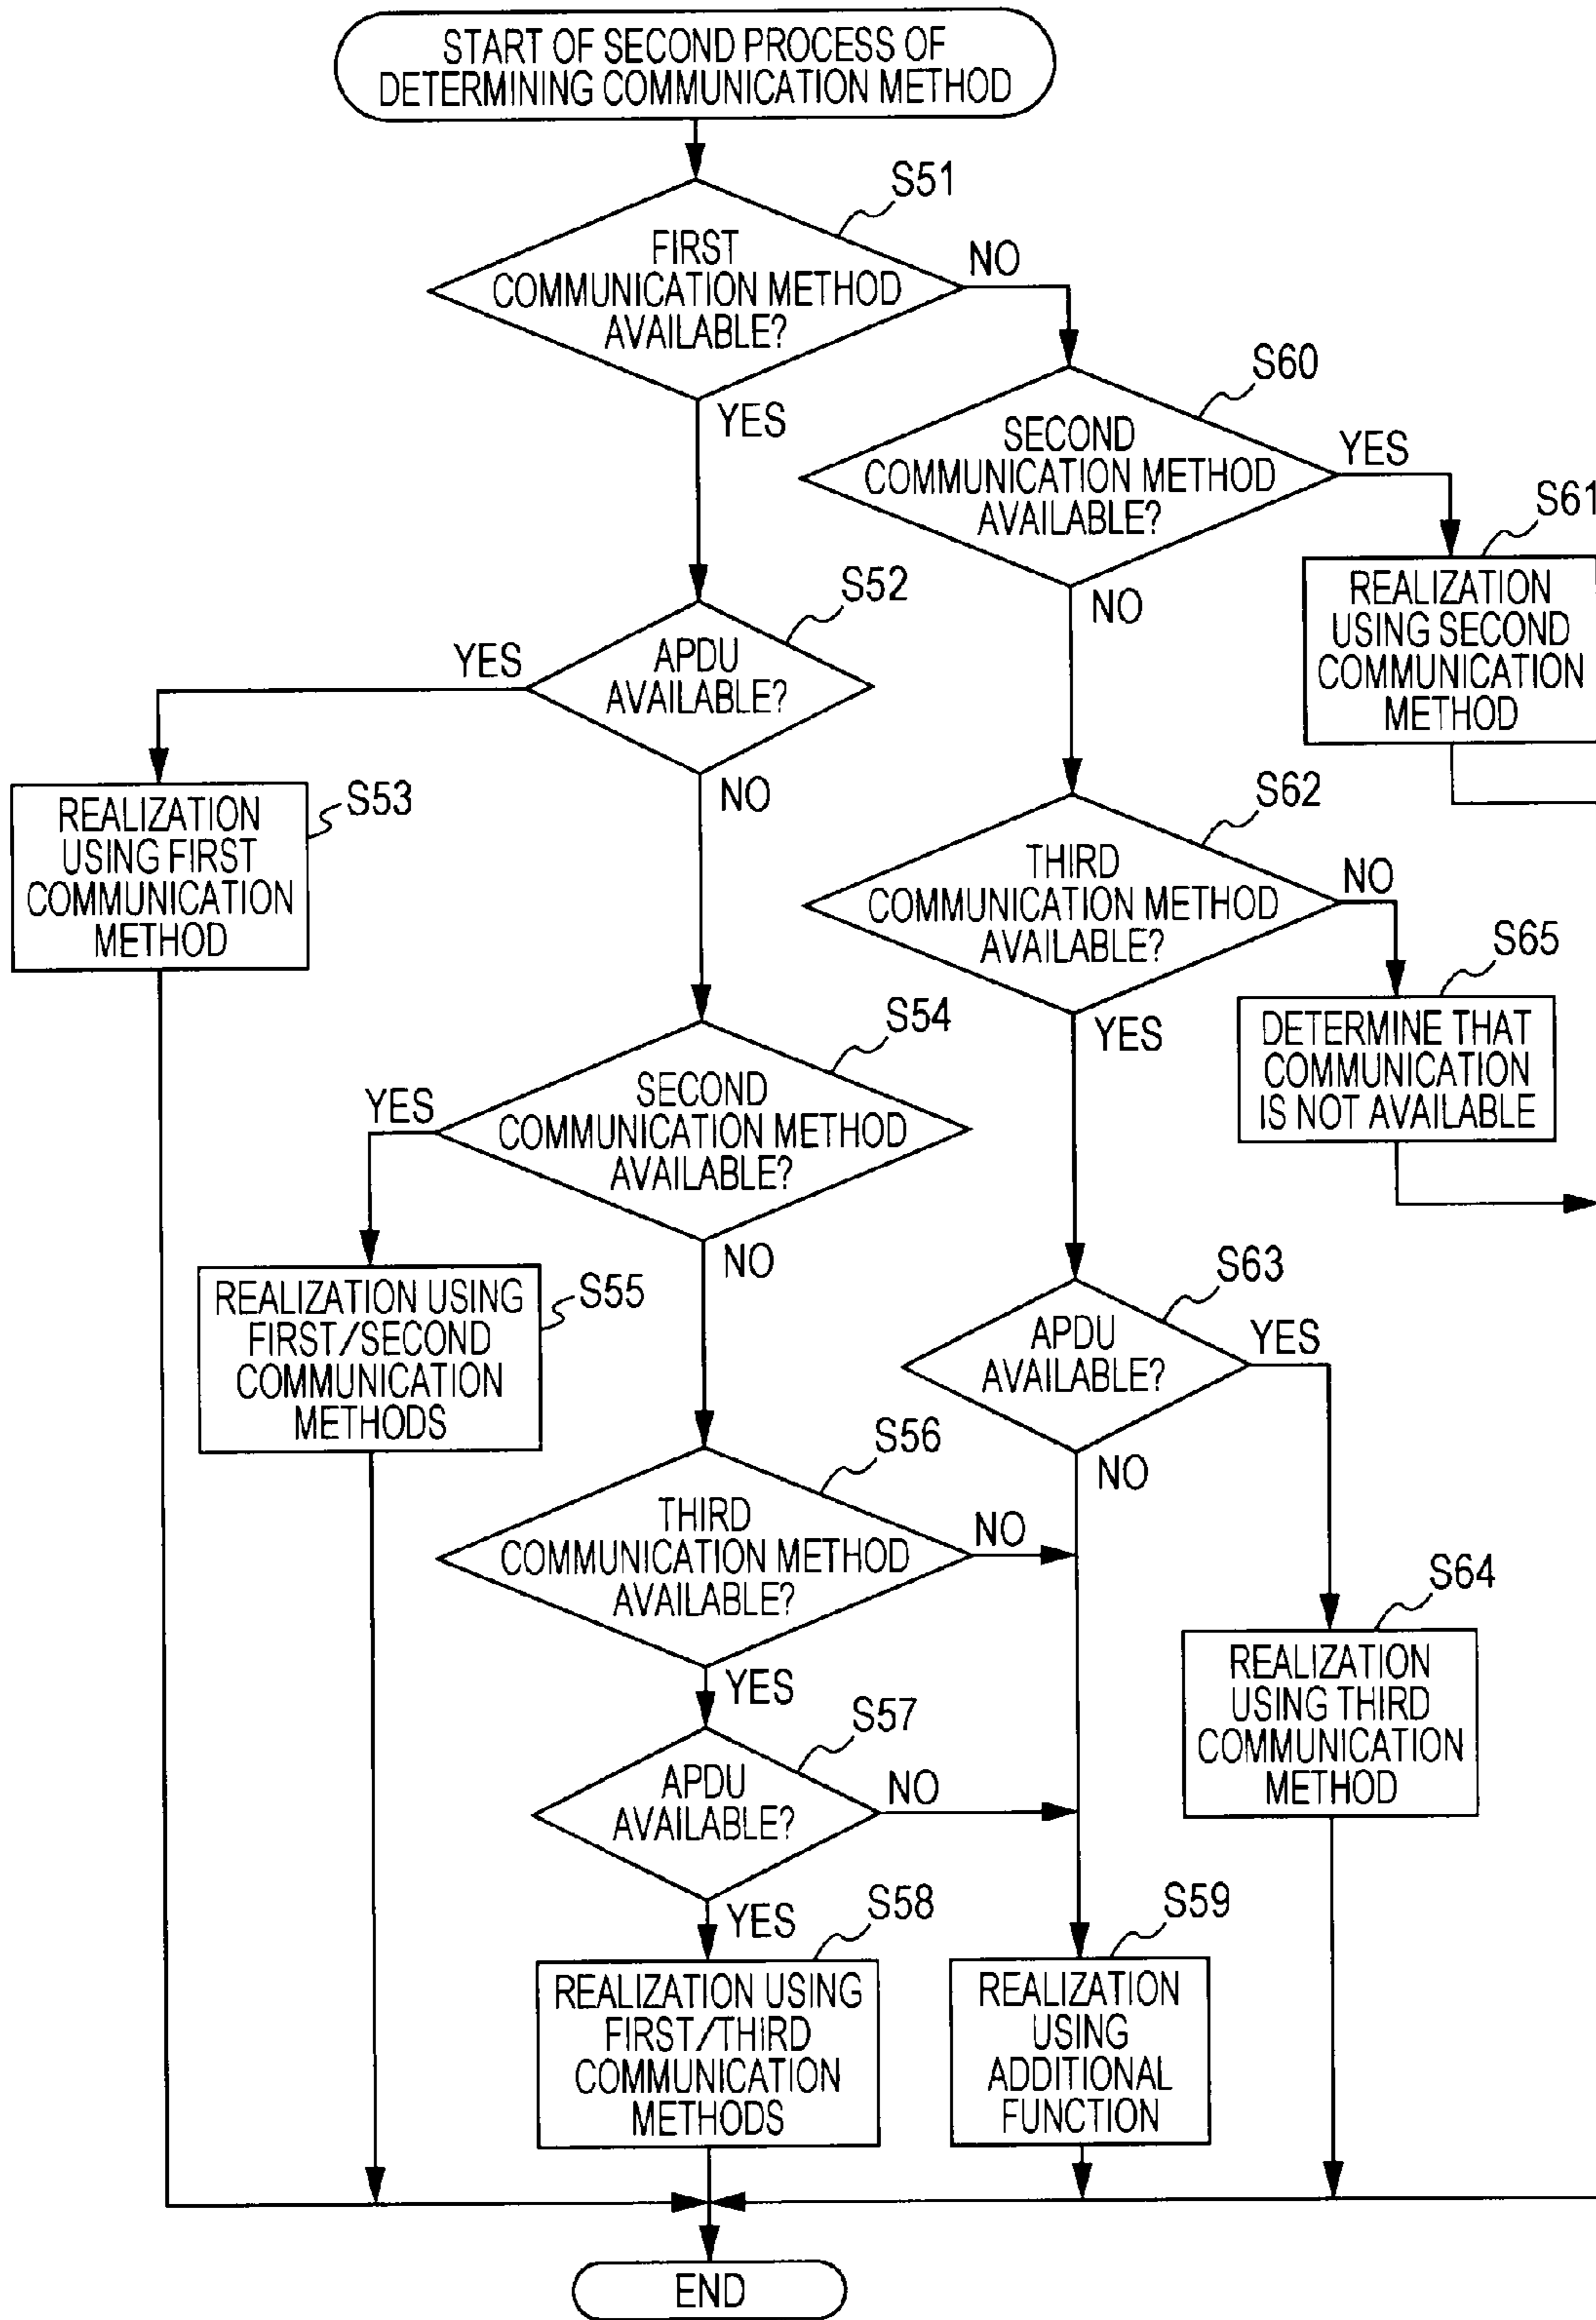 START OF SECOND PROCESS OF
DETERMINING COMMUNICATION METHOD
S51
FIRST
COMMUNICATION METHOD
AVAILABLE?
NO
YES
S60
SECOND
COMMUNICATION METHOD
AVAILABLE?
YES
NO
S61
REALIZATION
USING SECOND
COMMUNICATION
METHOD
S52
APDU
AVAILABLE?
YES
NO
S53
REALIZATION
USING FIRST
COMMUNICATION
METHOD
S62
THIRD
COMMUNICATION METHOD
AVAILABLE?
NO
YES
S65
DETERMINE THAT
COMMUNICATION
IS NOT AVAILABLE
S54
SECOND
COMMUNICATION METHOD
AVAILABLE?
YES
NO
S55
REALIZATION USING
FIRST/SECOND
COMMUNICATION
METHODS
S63
APDU
AVAILABLE?
YES
NO
S56
THIRD
COMMUNICATION METHOD
AVAILABLE?
NO
YES
S64
REALIZATION
USING THIRD
COMMUNICATION
METHOD
S57
APDU
AVAILABLE?
NO
YES
S58
REALIZATION USING
FIRST/THIRD
COMMUNICATION
METHODS
S59
REALIZATION
USING
ADDITIONAL
FUNCTION
END